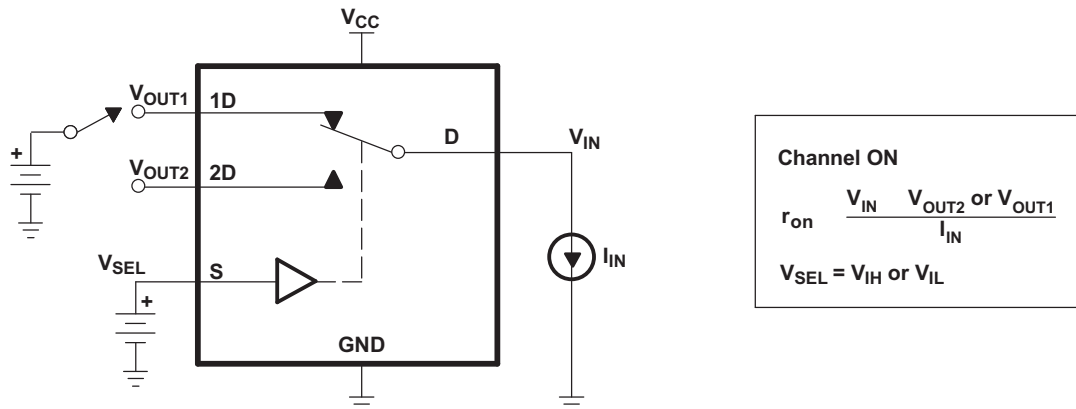 VCC
VOUT1 1D
D VIN
+
VOUT2 2D
VSEL S
IIN
+
GND
Channel ON
ron VIN VOUT2 or VOUT1
IIN
VSEL = VIH or VIL